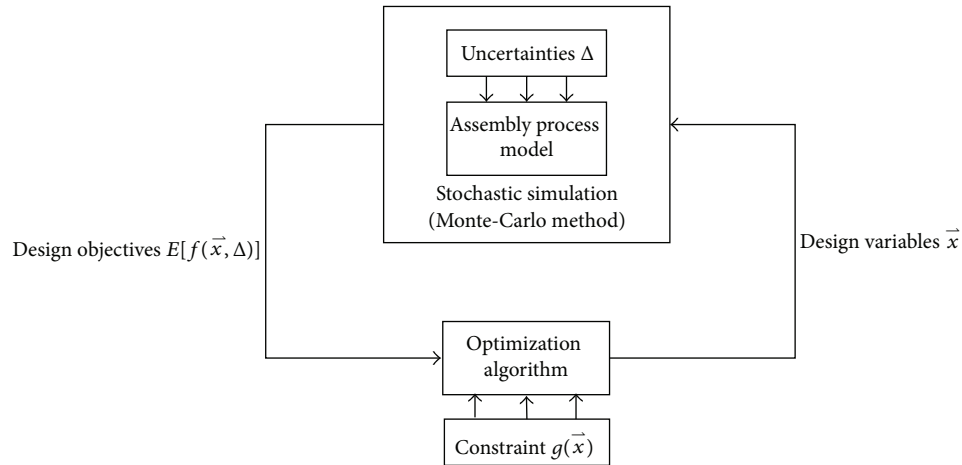 Uncertainties Δ
Assembly process
model
Stochastic simulation
(Monte-Carlo method)
Design objectives E[f(x⃗, Δ)]
Design variables x⃗
Optimization
algorithm
Constraint g(x⃗)